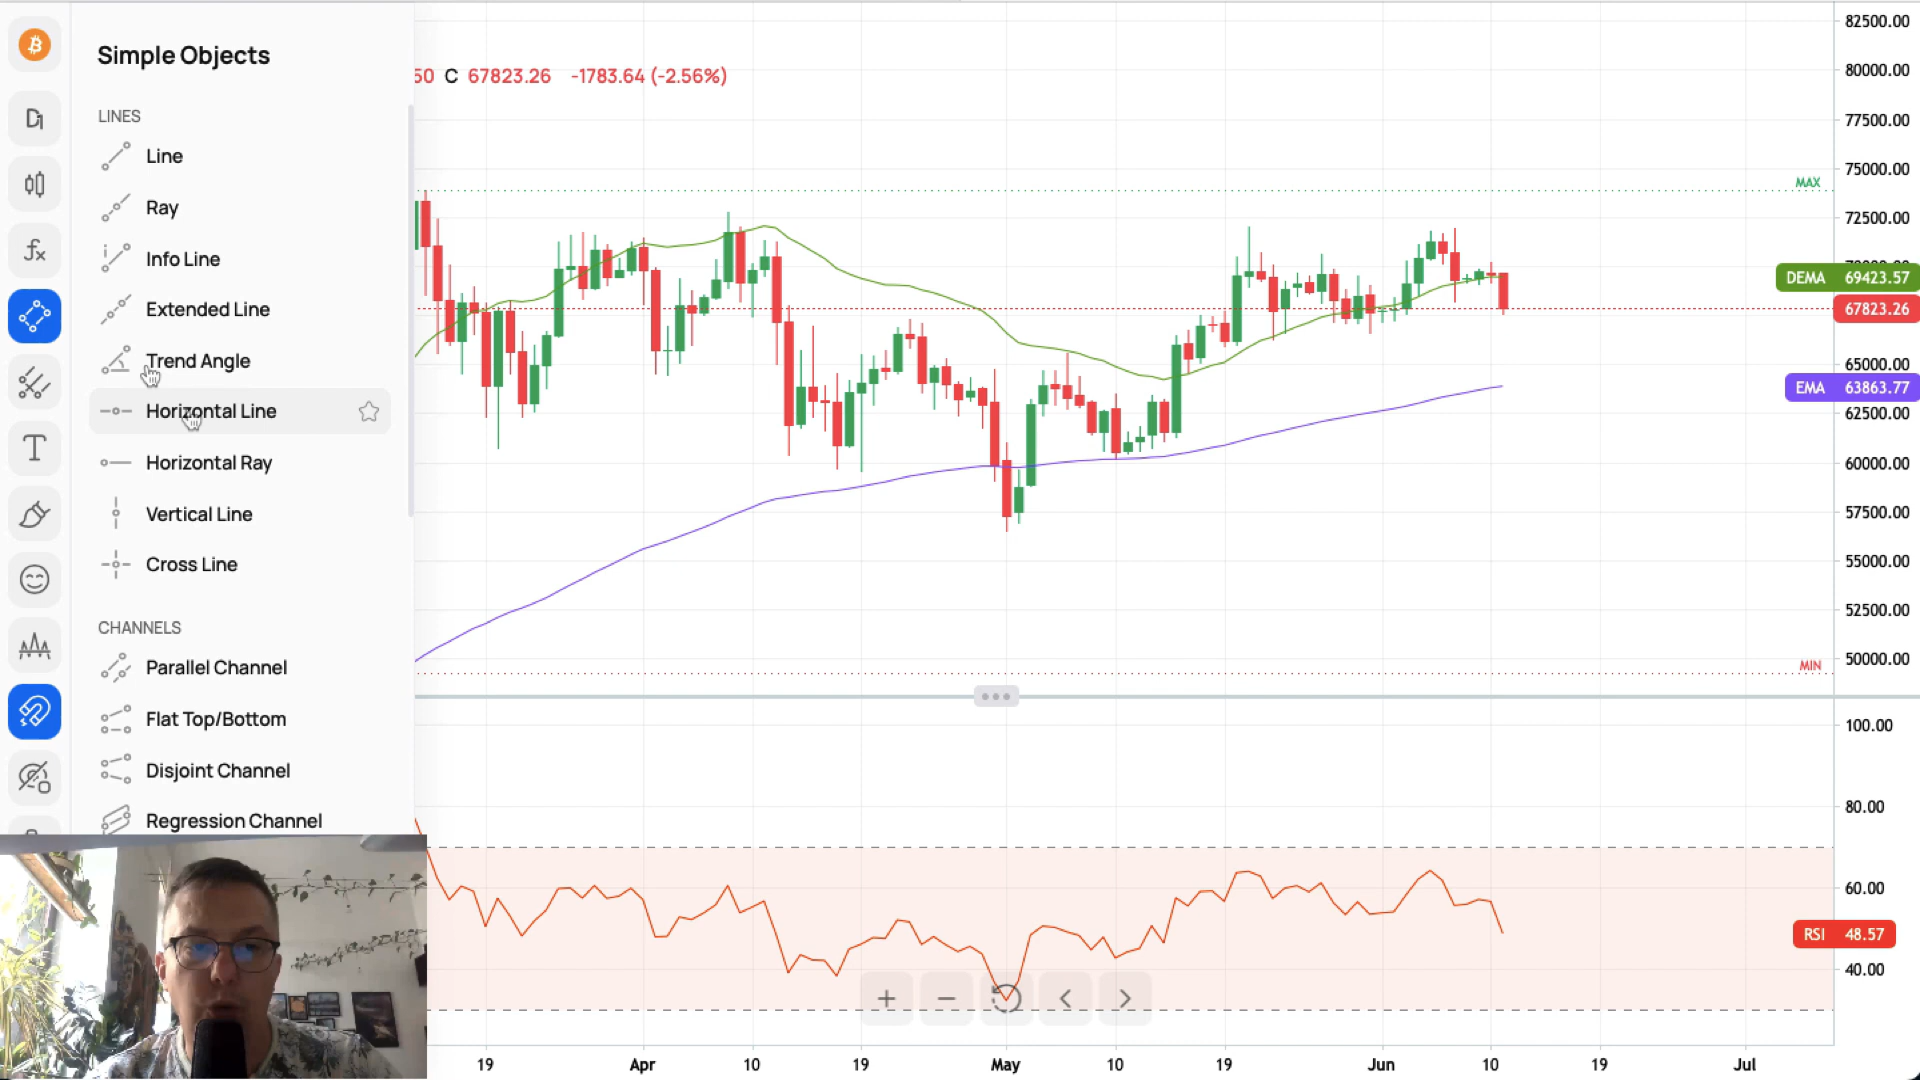 Simple Objects
50 C 67823.26 -1783.64 (-2.56%)
LINES
Line
Ray
Info Line
Extended Line
Trend Angle
Horizontal Line
Horizontal Ray
Vertical Line
Cross Line
CHANNELS
Parallel Channel
Flat Top/Bottom
Disjoint Channel
Regression Channel
82500.00
80000.00
77500.00
75000.00
MAX
72500.00
DEMA 69423.57
67823.26
65000.00
EMA 63863.77
62500.00
60000.00
57500.00
55000.00
52500.00
50000.00
MIN
100.00
80.00
60.00
RSI 48.57
40.00
19 Apr 10 19 May 10 19 Jun 10 19 Jul